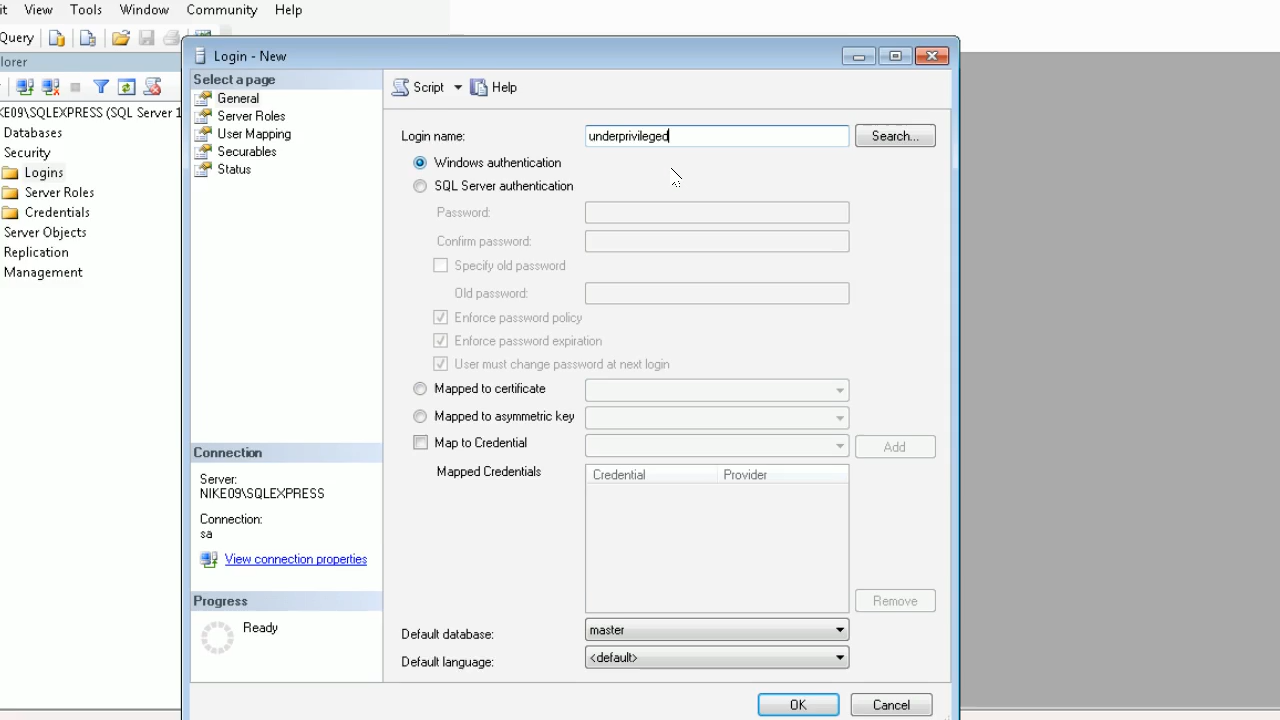 it View Tools Window Community Help
Query
lorer
KE09\SQLEXPRESS (SQL Server 1
Databases
Security
Logins
Server Roles
Credentials
Server Objects
Replication
Management
Login - New
Select a page
General
Server Roles
User Mapping
Securables
Status
Connection
Server:
NIKE09\SQLEXPRESS
Connection:
sa
View connection properties
Progress
Ready
Script Help
Login name: underprivileged Search...
Windows authentication
SQL Server authentication
Password:
Confirm password:
Specify old password
Old password:
Enforce password policy
Enforce password expiration
User must change password at next login
Mapped to certificate
Mapped to asymmetric key
Map to Credential Add
Mapped Credentials Credential Provider
Remove
Default database: master
Default language: <default>
OK Cancel